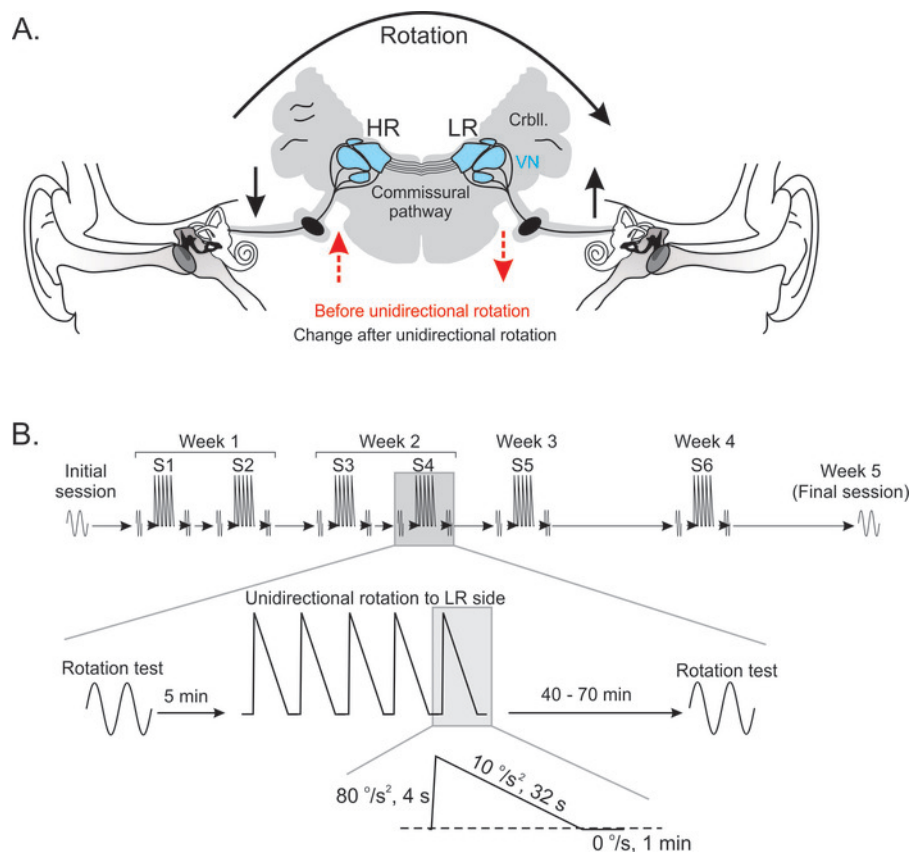 A.
Rotation
HR
LR
Crbll.
VN
Commissural
pathway
Before unidirectional rotation
Change after unidirectional rotation
B.
Week 1
Week 2
Week 3
Week 4
Initial
session
S1
S2
S3
S4
S5
S6
Week 5
(Final session)
Unidirectional rotation to LR side
Rotation test
5 min
40 - 70 min
Rotation test
80 °/s², 4 s
10 °/s², 32 s
0 °/s, 1 min